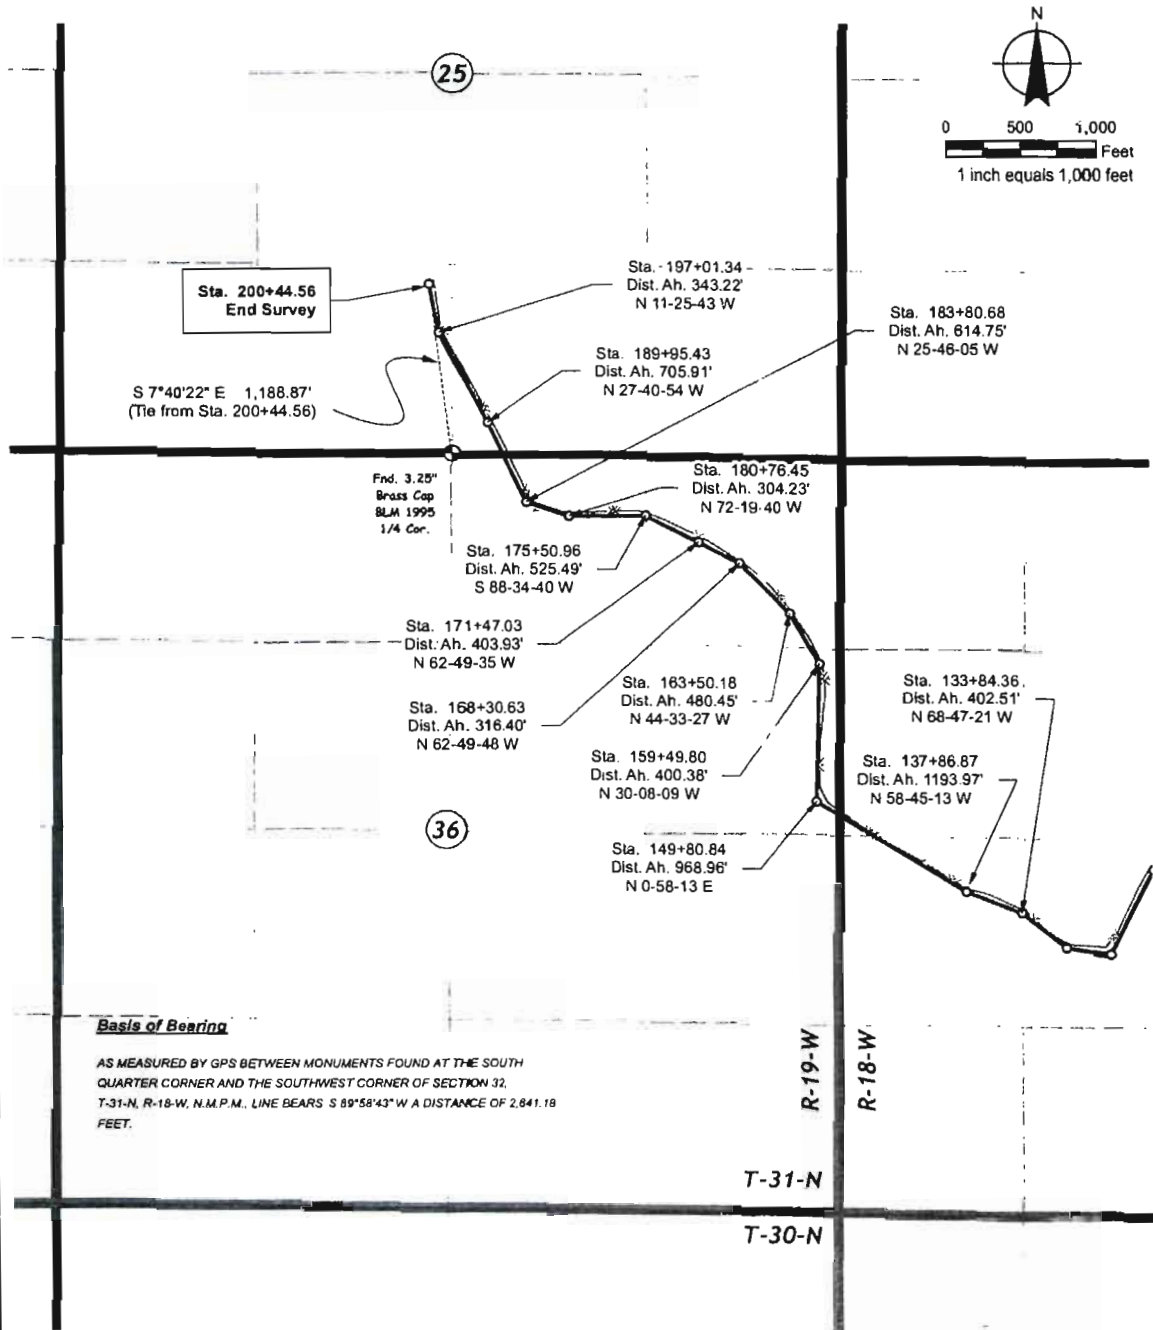 N
25
0 500 1,000
Feet
1 inch equals 1,000 feet
Sta. 197+01.34
Dist. Ah. 343.22'
N 11-25-43 W
Sta. 200+44.56
End Survey
Sta. 183+80.68
Dist. Ah. 614.75'
N 25-46-05 W
Sta. 189+95.43
Dist. Ah. 705.91'
N 27-40-54 W
S 7°40'22" E 1,188.87'
(Tie from Sta. 200+44.56)
Fnd. 3.25"
Brass Cap
BLM 1995
1/4 Cor.
Sta. 180+76.45
Dist. Ah. 304.23'
N 72-19-40 W
Sta. 175+50.96
Dist. Ah. 525.49'
S 88-34-40 W
Sta. 171+47.03
Dist. Ah. 403.93'
N 62-49-35 W
Sta. 168+30.63
Dist. Ah. 316.40'
N 62-49-48 W
Sta. 163+50.18
Dist. Ah. 480.45'
N 44-33-27 W
Sta. 133+84.36
Dist. Ah. 402.51'
N 68-47-21 W
Sta. 159+49.80
Dist. Ah. 400.38'
N 30-08-09 W
Sta. 137+86.87
Dist. Ah. 1193.97'
N 58-45-13 W
36
Sta. 149+80.84
Dist. Ah. 968.96'
N 0-58-13 E
Basis of Bearing
AS MEASURED BY GPS BETWEEN MONUMENTS FOUND AT THE SOUTH
QUARTER CORNER AND THE SOUTHWEST CORNER OF SECTION 32,
T-31-N, R-18-W, N.M.P.M., LINE BEARS S 89°58'43" W A DISTANCE OF 2,641.18
FEET.
R-19-W
R-18-W
T-31-N
T-30-N